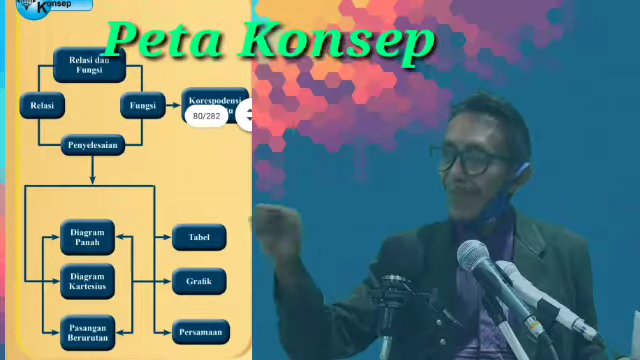 Konsep
Peta Konsep
Relasi dan
Fungsi
Relasi
Fungsi
Korespodensi
80/282
Penyelesaian
Diagram
Panah
Tabel
Diagram
Kartesius
Grafik
Pasangan
Berurutan
Persamaan